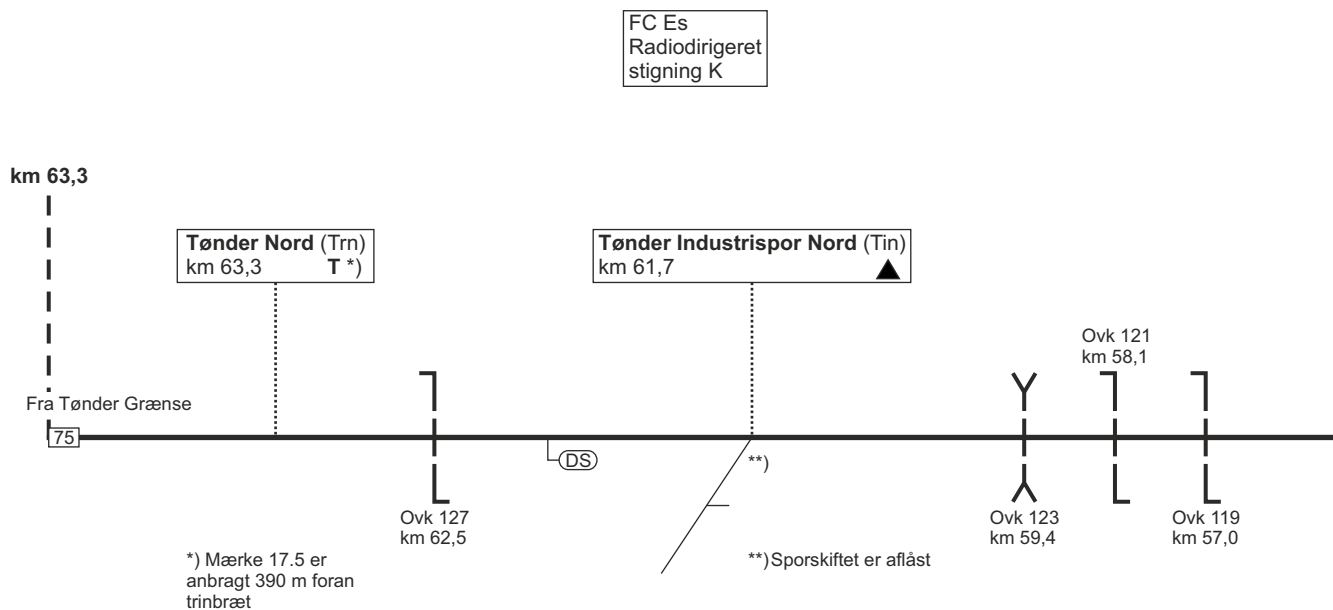 FC Es
Radiodirigeret
stigning K
km 63,3
Tønder Nord (Trn)
km 63,3 T *)
Tønder Industrispor Nord (Tin)
km 61,7
Ovk 121
km 58,1
Fra Tønder Grænse
75
DS
**)
Ovk 127
km 62,5
Ovk 123
km 59,4
Ovk 119
km 57,0
*) Mærke 17.5 er
anbragt 390 m foran
trinbræt
**)Sporskiftet er aflåst